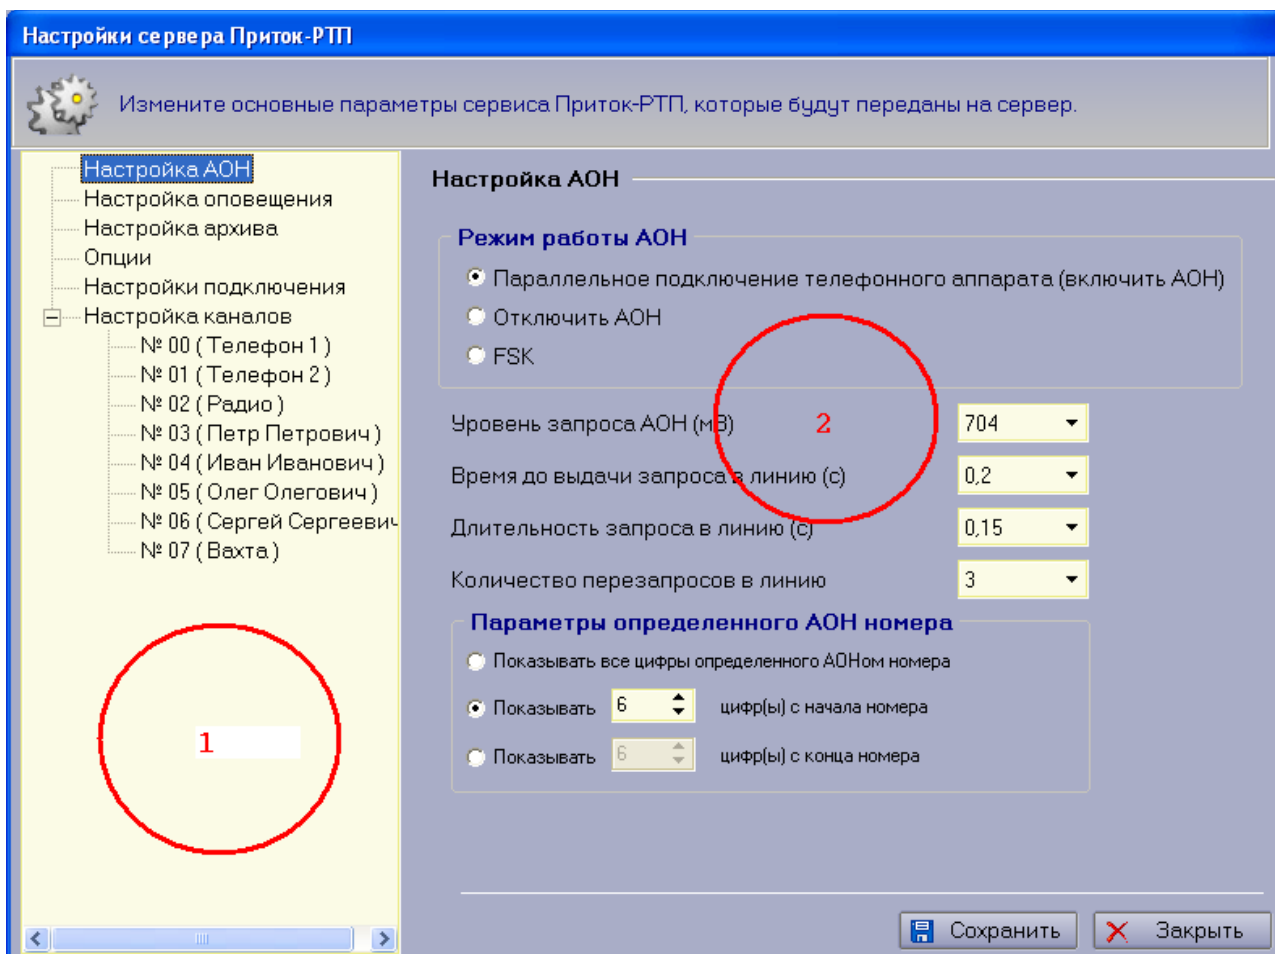 Настройки сервера Приток-РТП
Измените основные параметры сервиса Приток-РТП, которые будут переданы на сервер.
Настройка АОН
Настройка оповещения
Настройка архива
Опции
Настройки подключения
Настройка каналов
№ 00 ( Телефон 1 )
№ 01 ( Телефон 2 )
№ 02 ( Радио )
№ 03 ( Петр Петрович )
№ 04 ( Иван Иванович )
№ 05 ( Олег Олегович )
№ 06 ( Сергей Сергеевич
№ 07 ( Вахта )
1
Настройка АОН
Режим работы АОН
Параллельное подключение телефонного аппарата (включить АОН)
Отключить АОН
FSK
2
Уровень запроса АОН (мВ) 704
Время до выдачи запроса в линию (с) 0,2
Длительность запроса в линию (с) 0,15
Количество перезапросов в линию 3
Параметры определенного АОН номера
Показывать все цифры определенного АОНом номера
Показывать 6 цифр(ы) с начала номера
Показывать 6 цифр(ы) с конца номера
Сохранить Закрыть